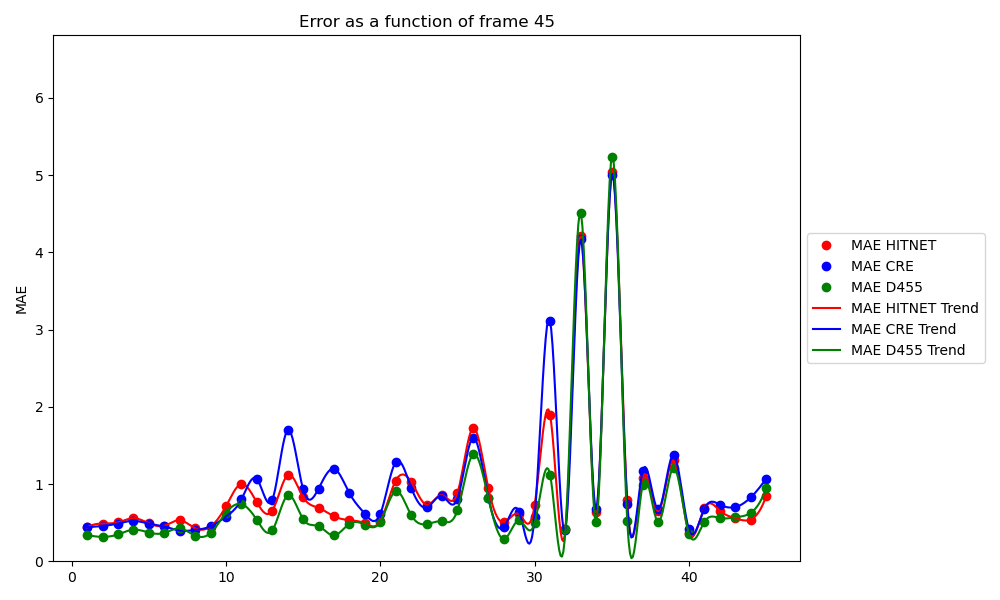 Error as a function of frame 45
MAE
6
5
4
3
2
1
0
0 10 20 30 40
MAE HITNET
MAE CRE
MAE D455
MAE HITNET Trend
MAE CRE Trend
MAE D455 Trend